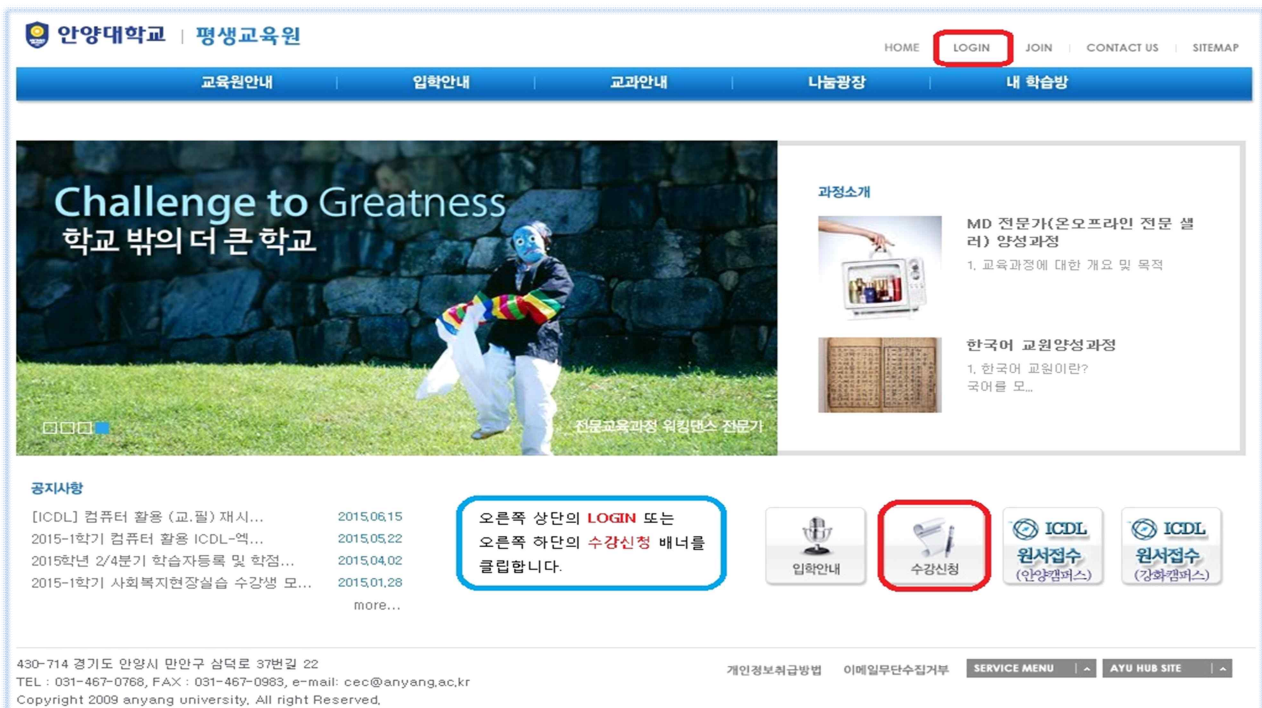 안양대학교 | 평생교육원
HOME LOGIN JOIN CONTACT US SITEMAP
교육원안내 입학안내 교과안내 나눔광장 내 학습방
Challenge to Greatness
학교 밖의 더 큰 학교
전문교육과정 워킹댄스 전문가
과정소개
MD 전문가(온오프라인 전문 셀
러) 양성과정
1. 교육과정에 대한 개요 및 목적
한국어 교원양성과정
1. 한국어 교원이란?
국어를 모...
공지사항
[ICDL] 컴퓨터 활용 (교.필) 재시... 2015.06.15
2015-1학기 컴퓨터 활용 ICDL-엑... 2015.05.22
2015학년 2/4분기 학습자등록 및 학점... 2015.04.02
2015-1학기 사회복지현장실습 수강생 모... 2015.01.28
more...
오른쪽 상단의 LOGIN 또는
오른쪽 하단의 수강신청 배너를
클립합니다.
입학안내
수강신청
ICDL
원서접수
(안양캠퍼스)
ICDL
원서접수
(강화캠퍼스)
430-714 경기도 안양시 만안구 삼덕로 37번길 22
TEL : 031-467-0768, FAX : 031-467-0983, e-mail: cec@anyang.ac.kr
Copyright 2009 anyang university, All right Reserved,
개인정보취급방법 이메일무단수집거부 SERVICE MENU AYU HUB SITE